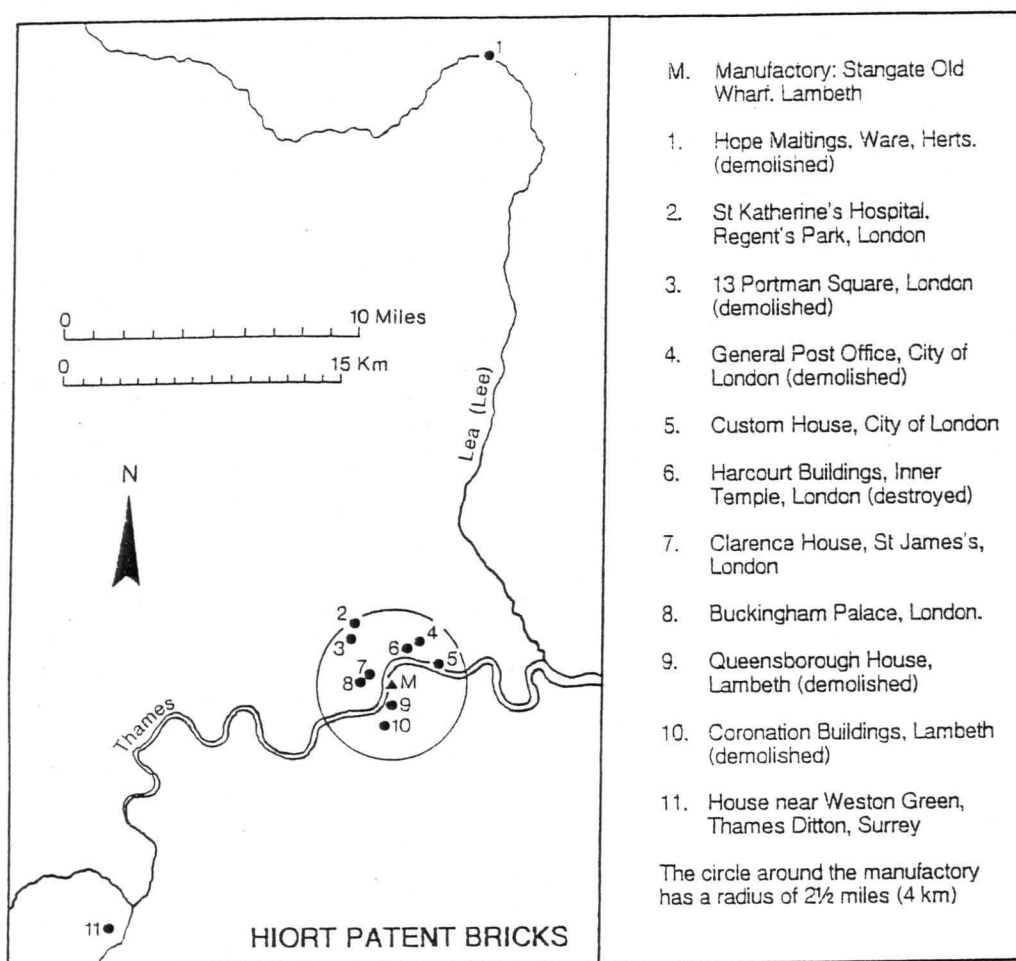 1
0
10 Miles
0
15 Km
Lea (Lee)
N
2
3
4
6
5
7
8
M
9
10
Thames
11
HIORT PATENT BRICKS
M. Manufactory: Stangate Old
Wharf, Lambeth
1. Hope Maltings, Ware, Herts.
(demolished)
2. St Katherine's Hospital,
Regent's Park, London
3. 13 Portman Square, London
(demolished)
4. General Post Office, City of
London (demolished)
5. Custom House, City of London
6. Harcourt Buildings, Inner
Temple, London (destroyed)
7. Clarence House, St James's,
London
8. Buckingham Palace, London.
9. Queensborough House,
Lambeth (demolished)
10. Coronation Buildings, Lambeth
(demolished)
11. House near Weston Green,
Thames Ditton, Surrey
The circle around the manufactory
has a radius of 2½ miles (4 km)